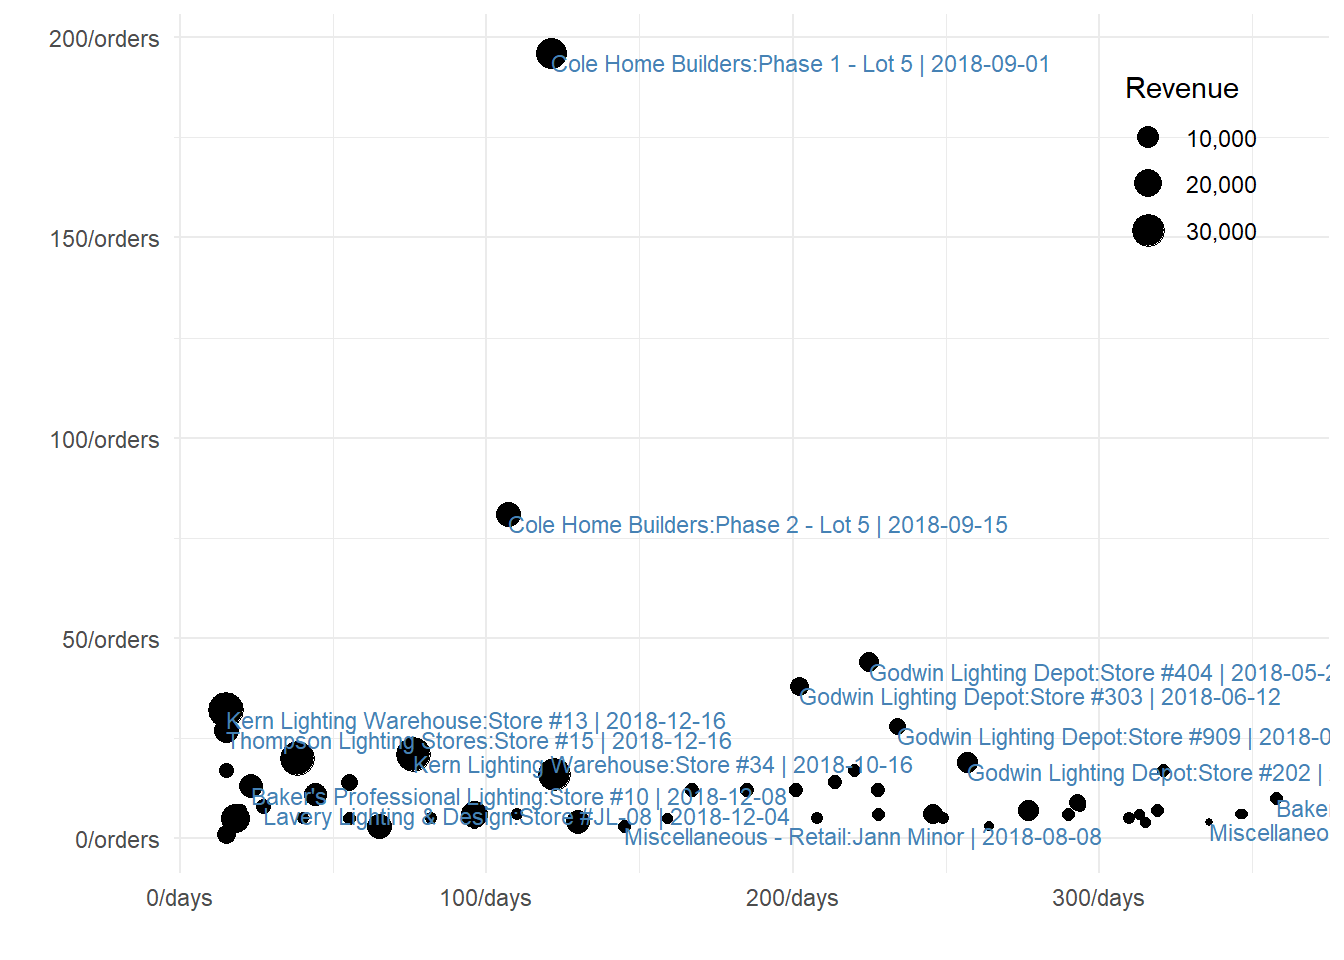 200/orders
Cole Home Builders:Phase 1 - Lot 5 | 2018-09-01
Revenue
10,000
20,000
30,000
150/orders
100/orders
Cole Home Builders:Phase 2 - Lot 5 | 2018-09-15
50/orders
Godwin Lighting Depot:Store #404 | 2018-05-2
Godwin Lighting Depot:Store #303 | 2018-06-12
Kern Lighting Warehouse:Store #13 | 2018-12-16
Thompson Lighting Stores:Store #15 | 2018-12-16
Godwin Lighting Depot:Store #909 | 2018-0
Kern Lighting Warehouse:Store #34 | 2018-10-16
Godwin Lighting Depot:Store #202 |
Baker's Professional Lighting:Store #10 | 2018-12-08
Baker
Lavery Lighting & Design:Store #JL-08 | 2018-12-04
Miscellaneous - Retail:Jann Minor | 2018-08-08
Miscellaneo
0/orders
0/days
100/days
200/days
300/days